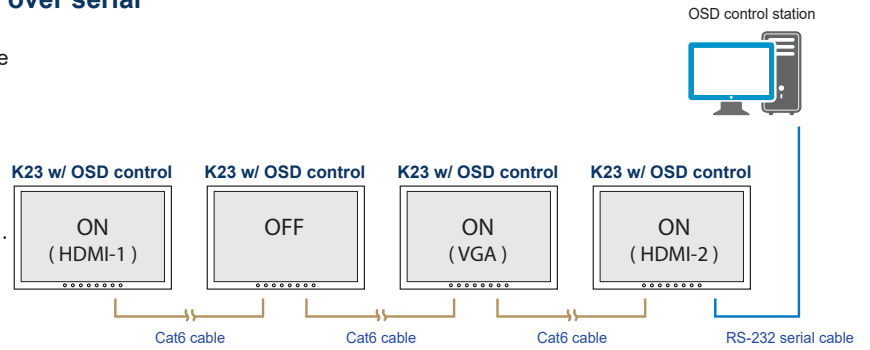 over serial
OSD control station
e
K23 w/ OSD control K23 w/ OSD control K23 w/ OSD control K23 w/ OSD control
ON OFF ON ON
. ( HDMI-1 ) ( VGA ) ( HDMI-2 )
Cat6 cable Cat6 cable Cat6 cable RS-232 serial cable